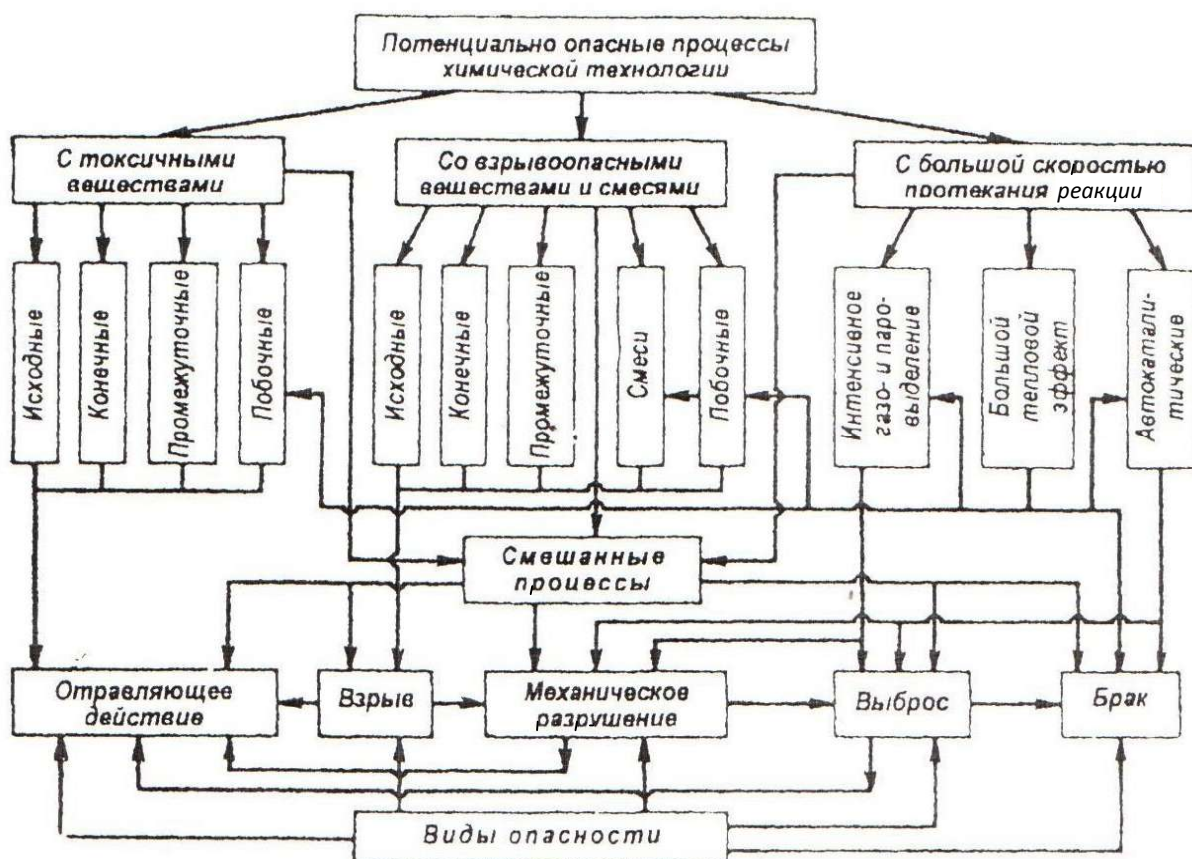 Потенциально опасные процессы
химической технологии
С токсичными
веществами
Со взрывоопасными
веществами и смесями
С большой скоростью
протекания реакции
Исходные
Конечные
Промежуточные
Побочные
Исходные
Конечные
Промежуточные
Смеси
Побочные
Интенсивное
газо- и паро-
выделение
Большой
тепловой
эффект
Автокатали-
тические
Смешанные
процессы
Отравляющее
действие
Взрыв
Механическое
разрушение
Выброс
Брак
Виды опасности